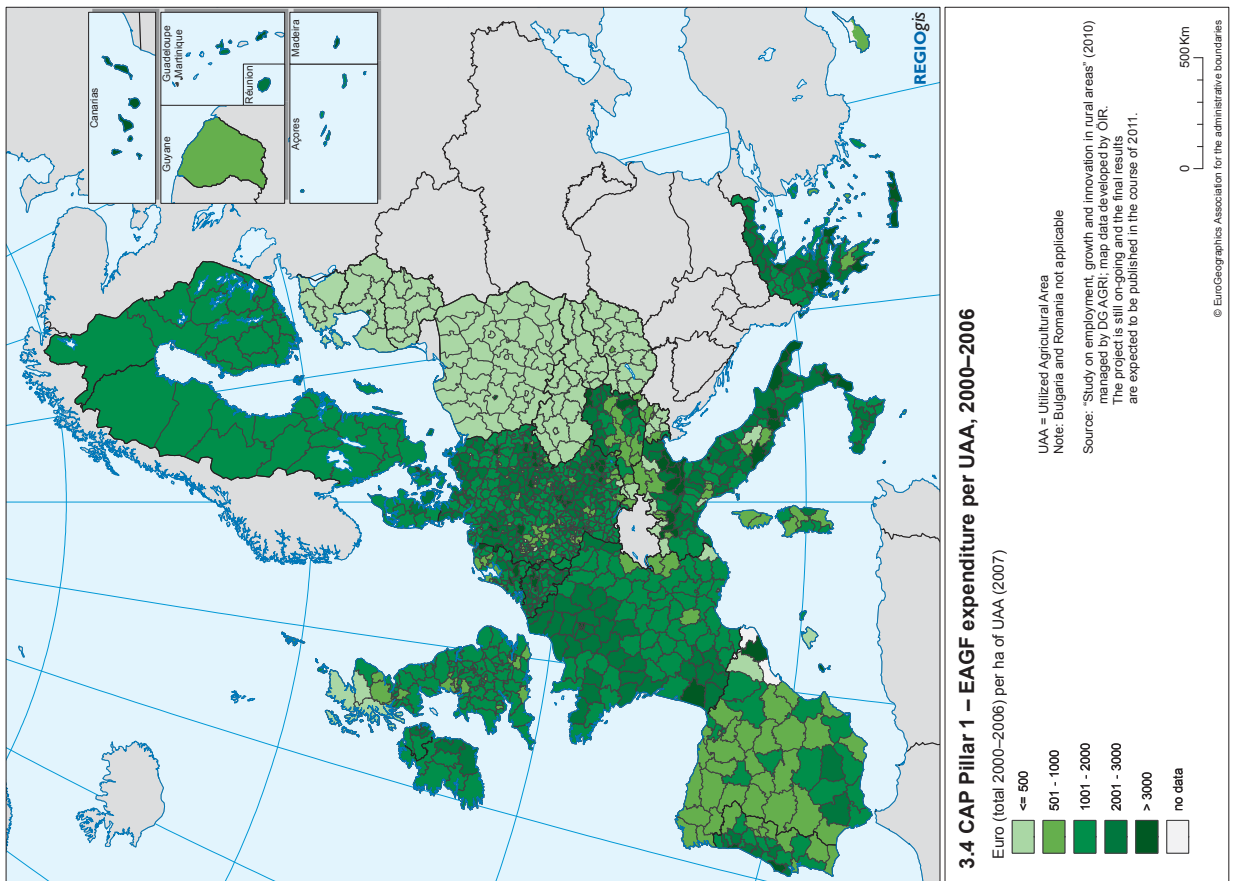 Canarias
Guyane
Guadeloupe
Martinique
Réunion
Açores
Madeira
REGIOgis
3.4 CAP Pillar 1 – EAGF expenditure per UAA, 2000–2006
Euro (total 2000–2006) per ha of UAA (2007)
<= 500
501 - 1000
1001 - 2000
2001 - 3000
> 3000
no data
UAA = Utilized Agricultural Area
Note: Bulgaria and Romania not applicable
Source: "Study on employment, growth and innovation in rural areas" (2010)
managed by DG AGRI; map data developed by ÖIR.
The project is still on-going and the final results
are expected to be published in the course of 2011.
0
500 Km
© EuroGeographics Association for the administrative boundaries